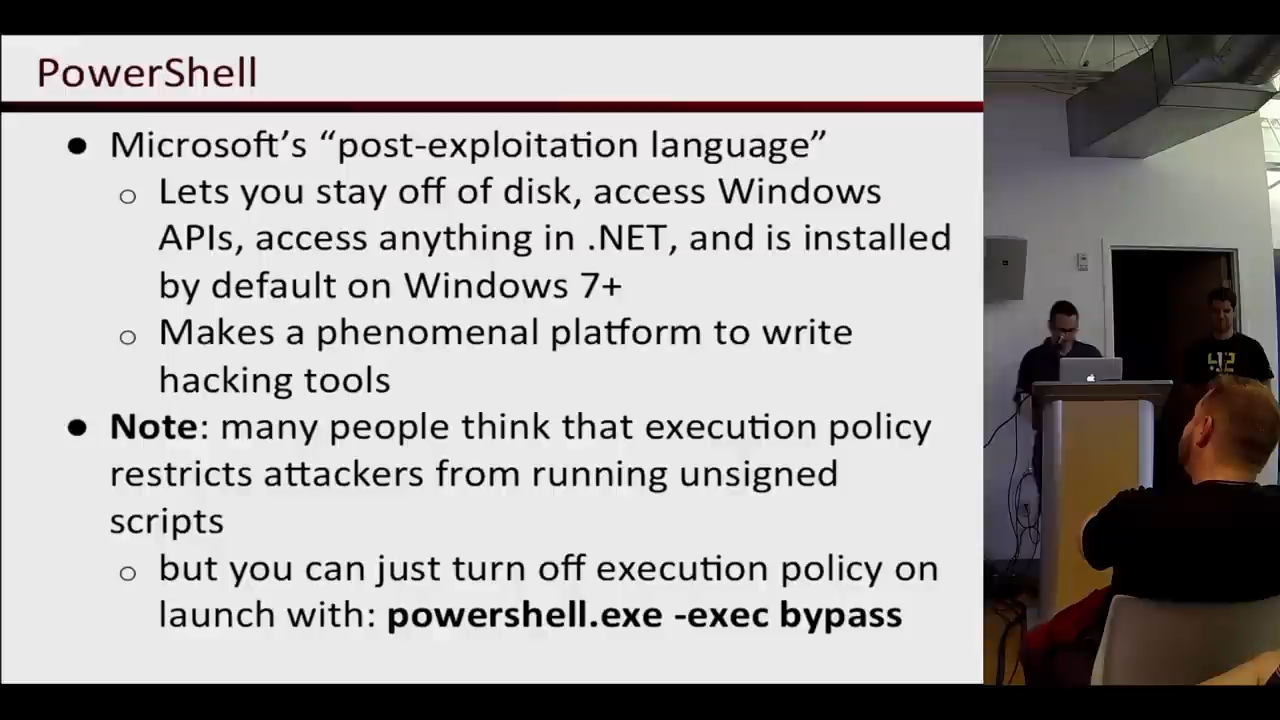 PowerShell
● Microsoft’s “post-exploitation language”
○ Lets you stay off of disk, access Windows
APIs, access anything in .NET, and is installed
by default on Windows 7+
○ Makes a phenomenal platform to write
hacking tools
● Note: many people think that execution policy
restricts attackers from running unsigned
scripts
○ but you can just turn off execution policy on
launch with: powershell.exe -exec bypass